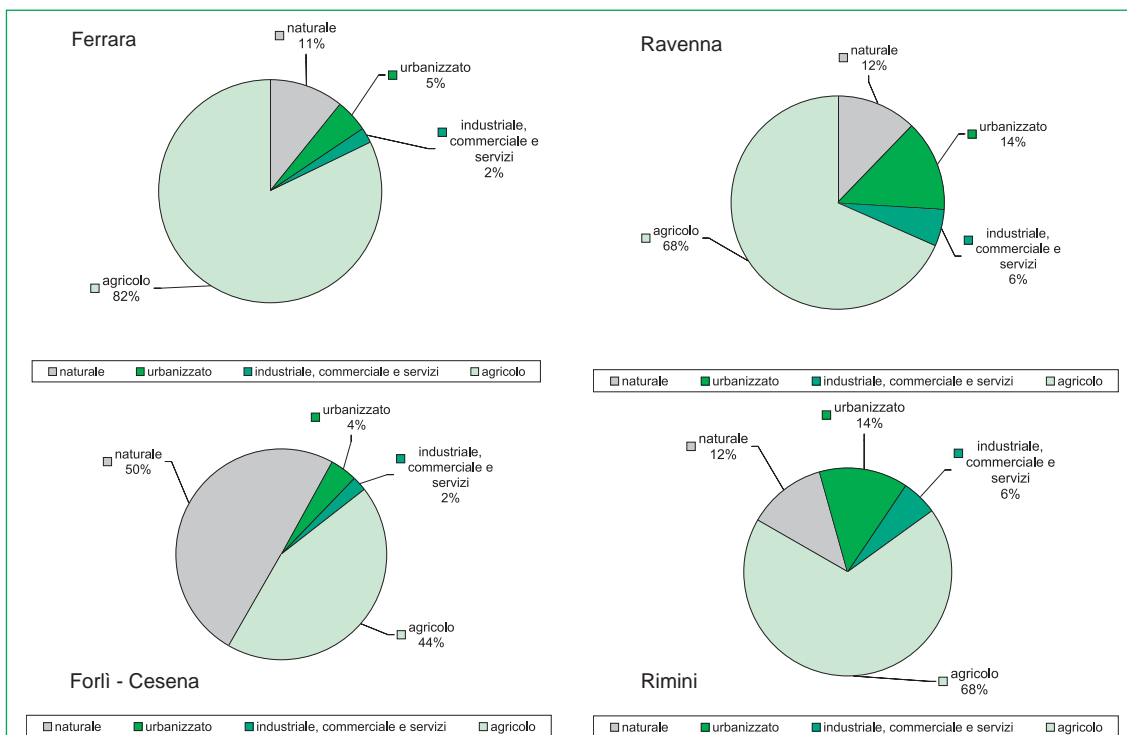 Ferrara
naturale
11%
urbanizzato
5%
industriale,
commerciale e
servizi
2%
agricolo
82%
naturale urbanizzato industriale, commerciale e servizi agricolo
Ravenna
naturale
12%
urbanizzato
14%
industriale,
commerciale e
servizi
6%
agricolo
68%
naturale urbanizzato industriale, commerciale e servizi agricolo
urbanizzato
4%
industriale,
commerciale e
servizi
2%
naturale
50%
agricolo
44%
Forlì - Cesena
naturale urbanizzato industriale, commerciale e servizi agricolo
urbanizzato
14%
naturale
12%
industriale,
commerciale e
servizi
6%
agricolo
68%
Rimini
naturale urbanizzato industriale, commerciale e servizi agricolo